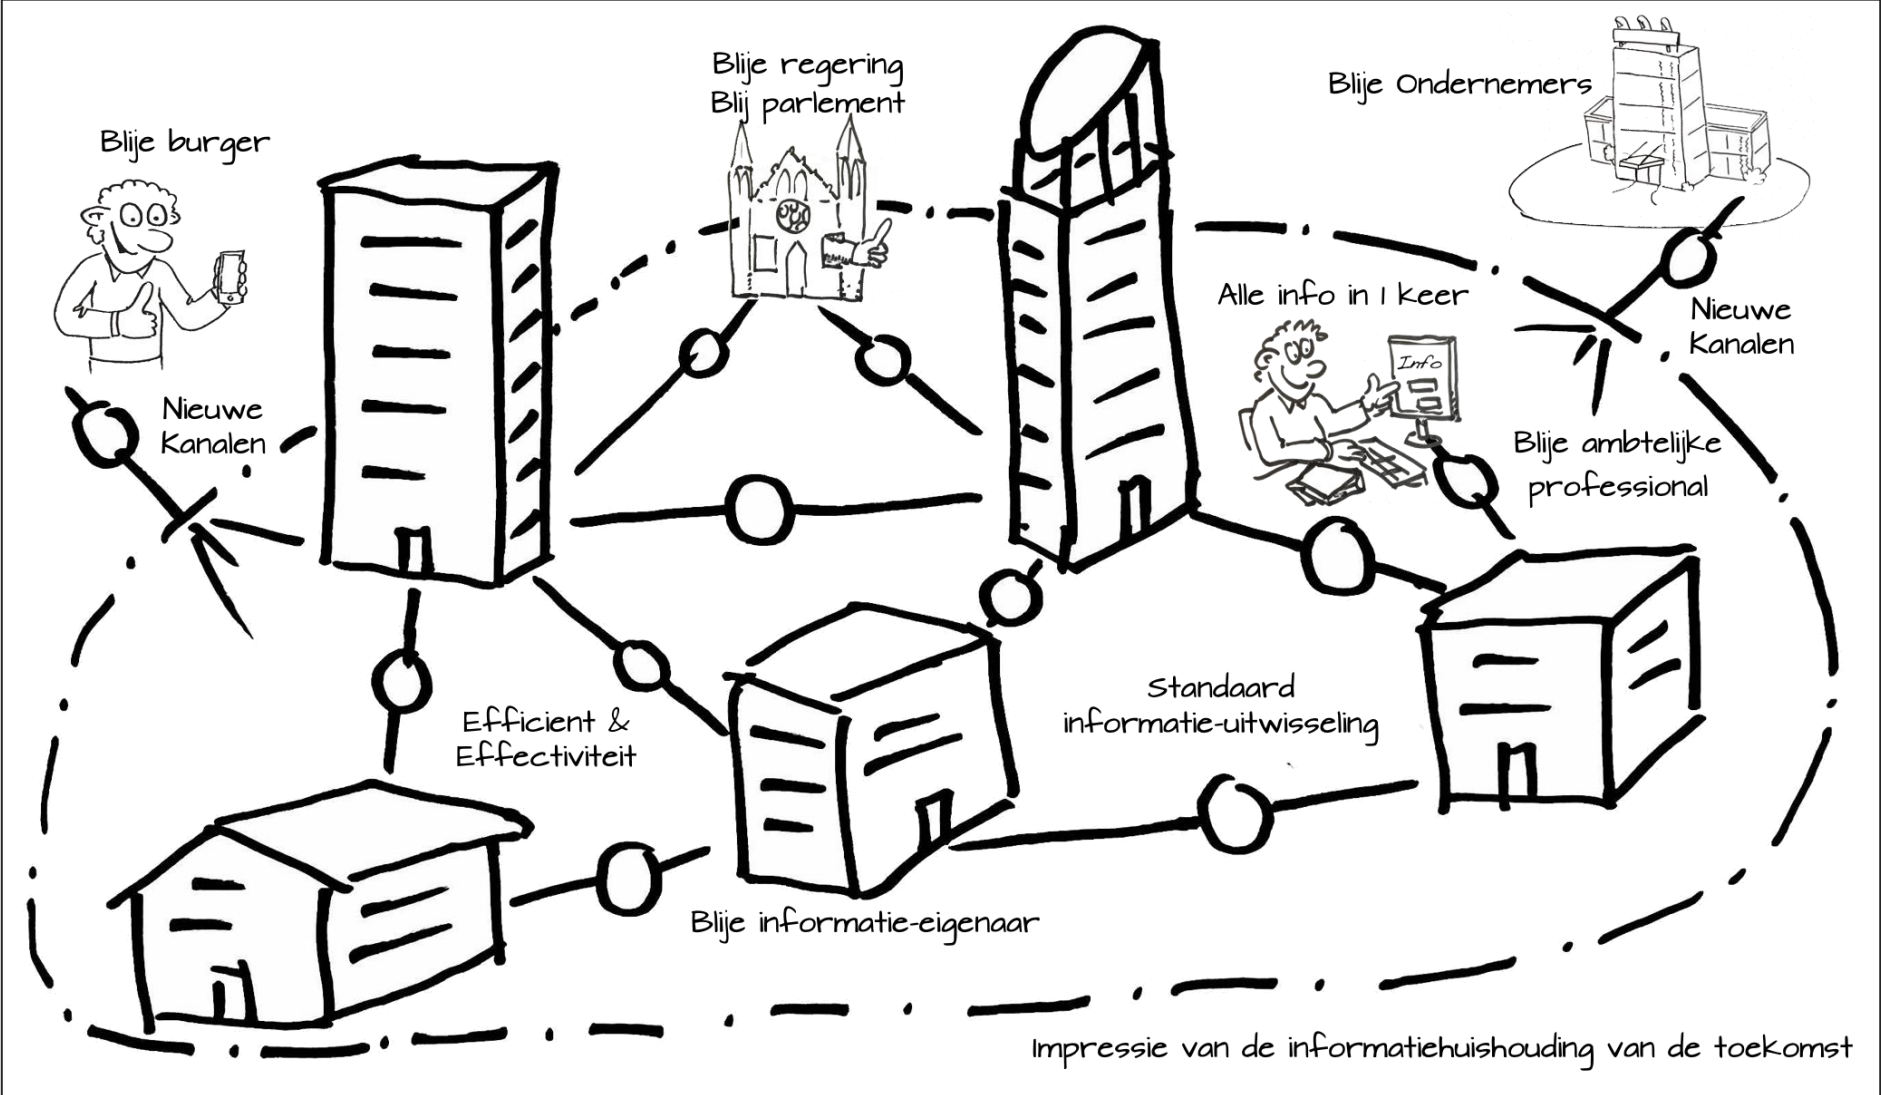 Blije regering
Blij parlement
Blije Ondernemers
Blije burger
Alle info in 1 keer
Nieuwe
Kanalen
Info
Nieuwe
Kanalen
Blije ambtelijke
professional
Standaard
informatie-uitwisseling
Efficient &
Effectiviteit
Blije informatie-eigenaar
Impressie van de informatiehuishouding van de toekomst